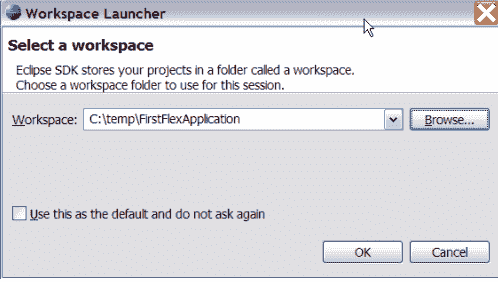 Workspace Launcher
Select a workspace
Eclipse SDK stores your projects in a folder called a workspace.
Choose a workspace folder to use for this session.
Workspace: C:\temp\FirstFlexApplication Browse...
Use this as the default and do not ask again
OK Cancel